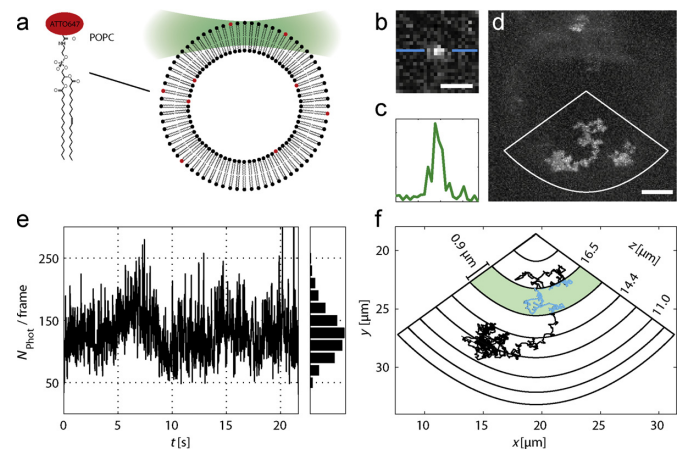 a
ATTO647
POPC
O
O
H
O
O
O
O
b
c
d
e
N_Phot / frame
250
150
50
0
5
10
15
20
t [s]
f
0.9 µm
16.5
z [µm]
14.4
11.0
20
25
30
y [µm]
10
15
20
25
30
x [µm]